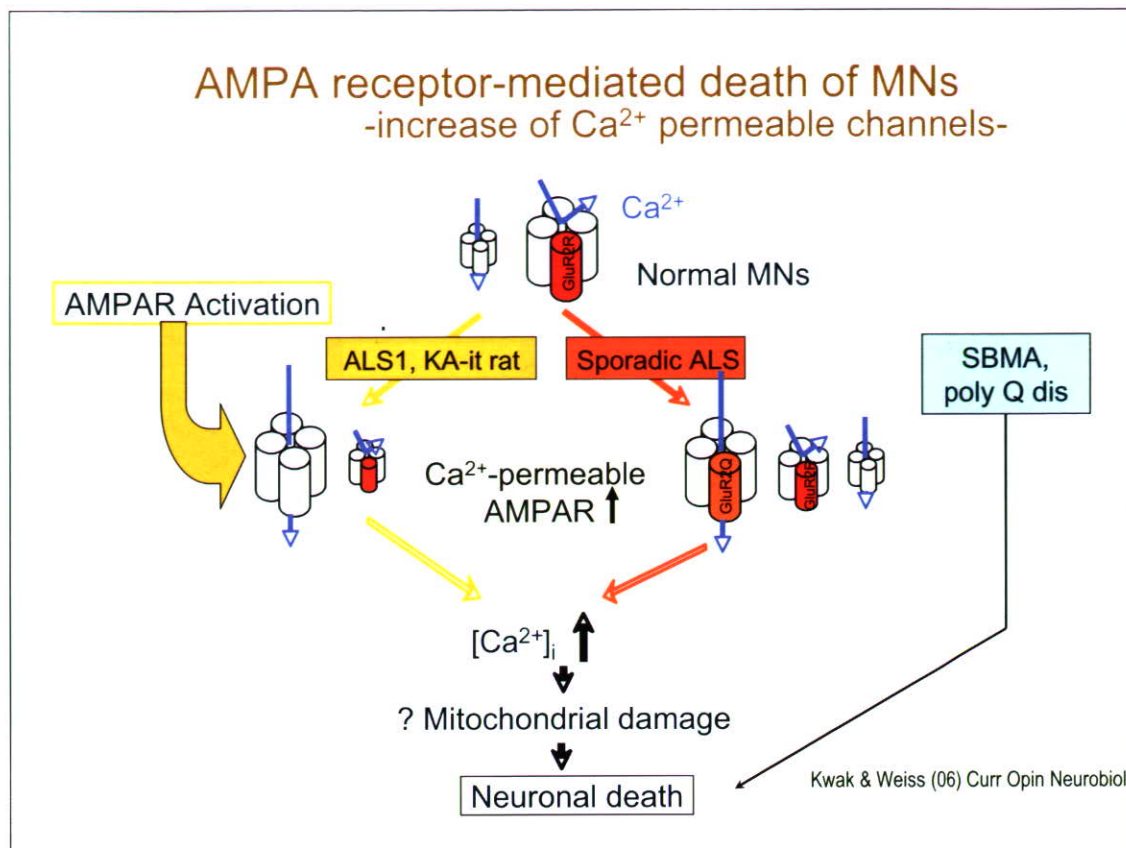 AMPA receptor-mediated death of MNs
-increase of Ca²⁺ permeable channels-
Ca²⁺
GluR2R
Normal MNs
AMPAR Activation
ALS1, KA-it rat
Sporadic ALS
SBMA,
poly Q dis
Ca²⁺-permeable
AMPAR
GluR2Q
GluR2R
[Ca²⁺]i
? Mitochondrial damage
Neuronal death
Kwak & Weiss (06) Curr Opin Neurobiol